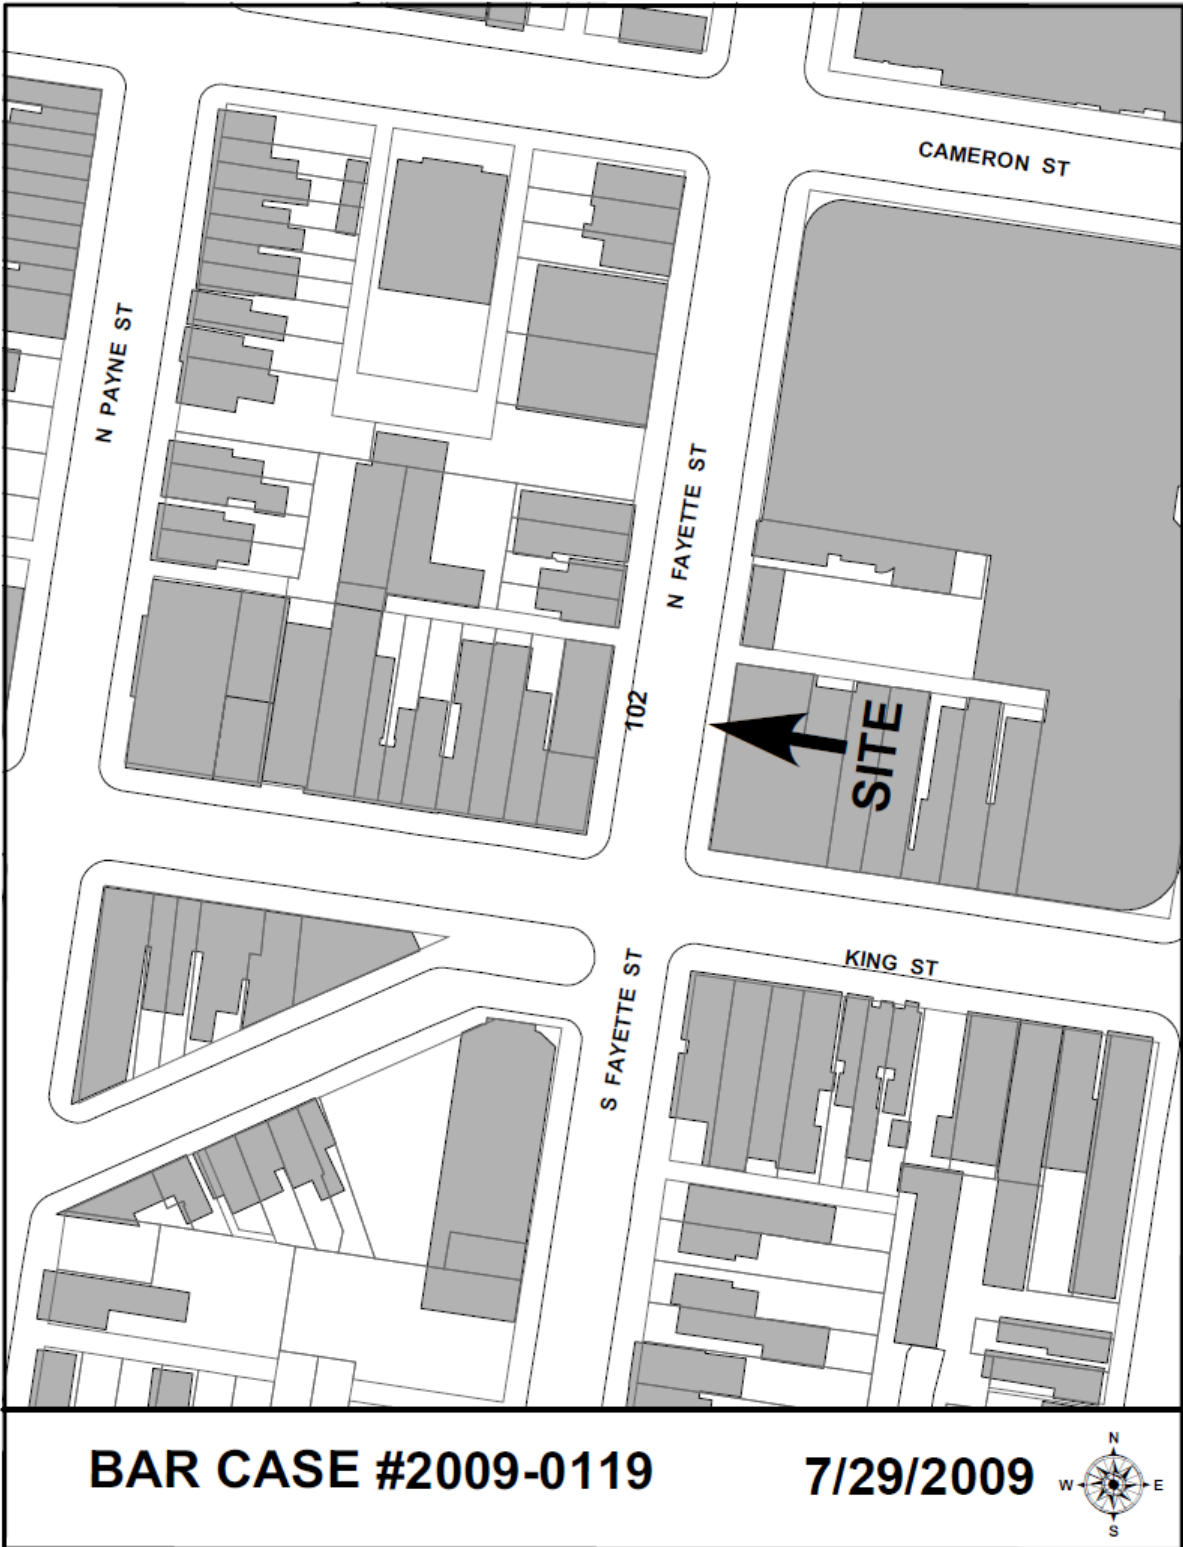 CAMERON ST
N PAYNE ST
N FAYETTE ST
102
SITE
KING ST
S FAYETTE ST
BAR CASE #2009-0119
7/29/2009
N
W
E
S